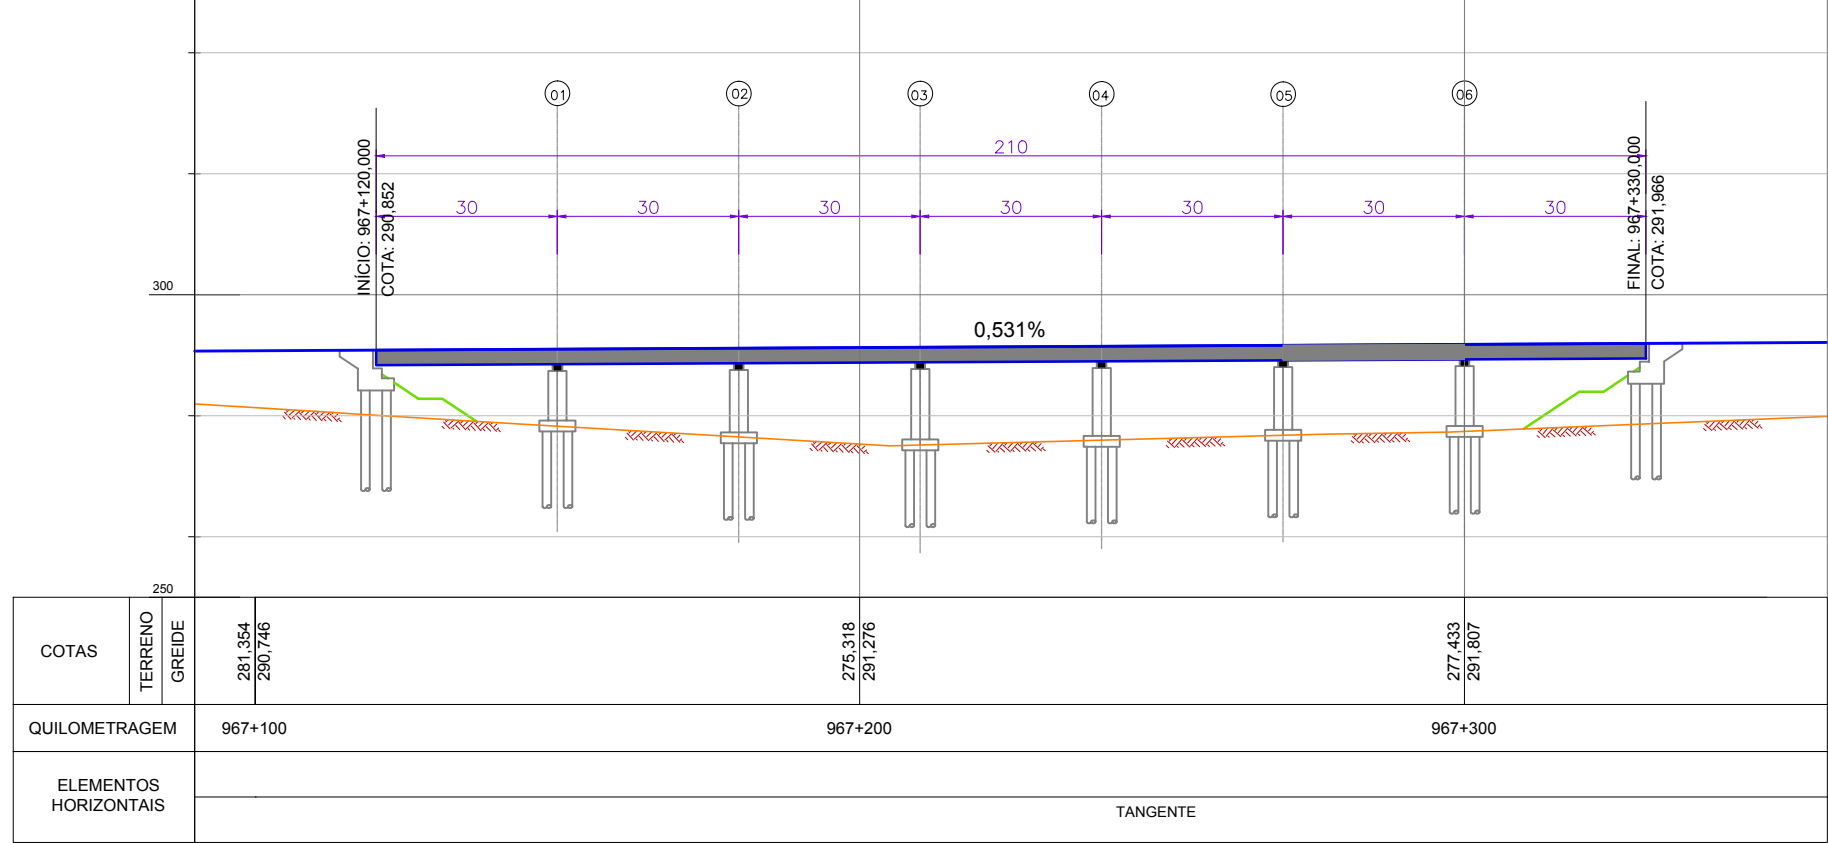 01
02
03
04
05
06
210
30
30
30
30
30
30
30
INÍCIO: 967+120,000
COTA: 290,852
FINAL: 967+330,000
COTA: 291,966
300
0,531%
250
COTAS
TERRENO
GREIDE
281,354
290,746
275,318
291,276
277,433
291,807
QUILOMETRAGEM
967+100
967+200
967+300
ELEMENTOS
HORIZONTAIS
TANGENTE